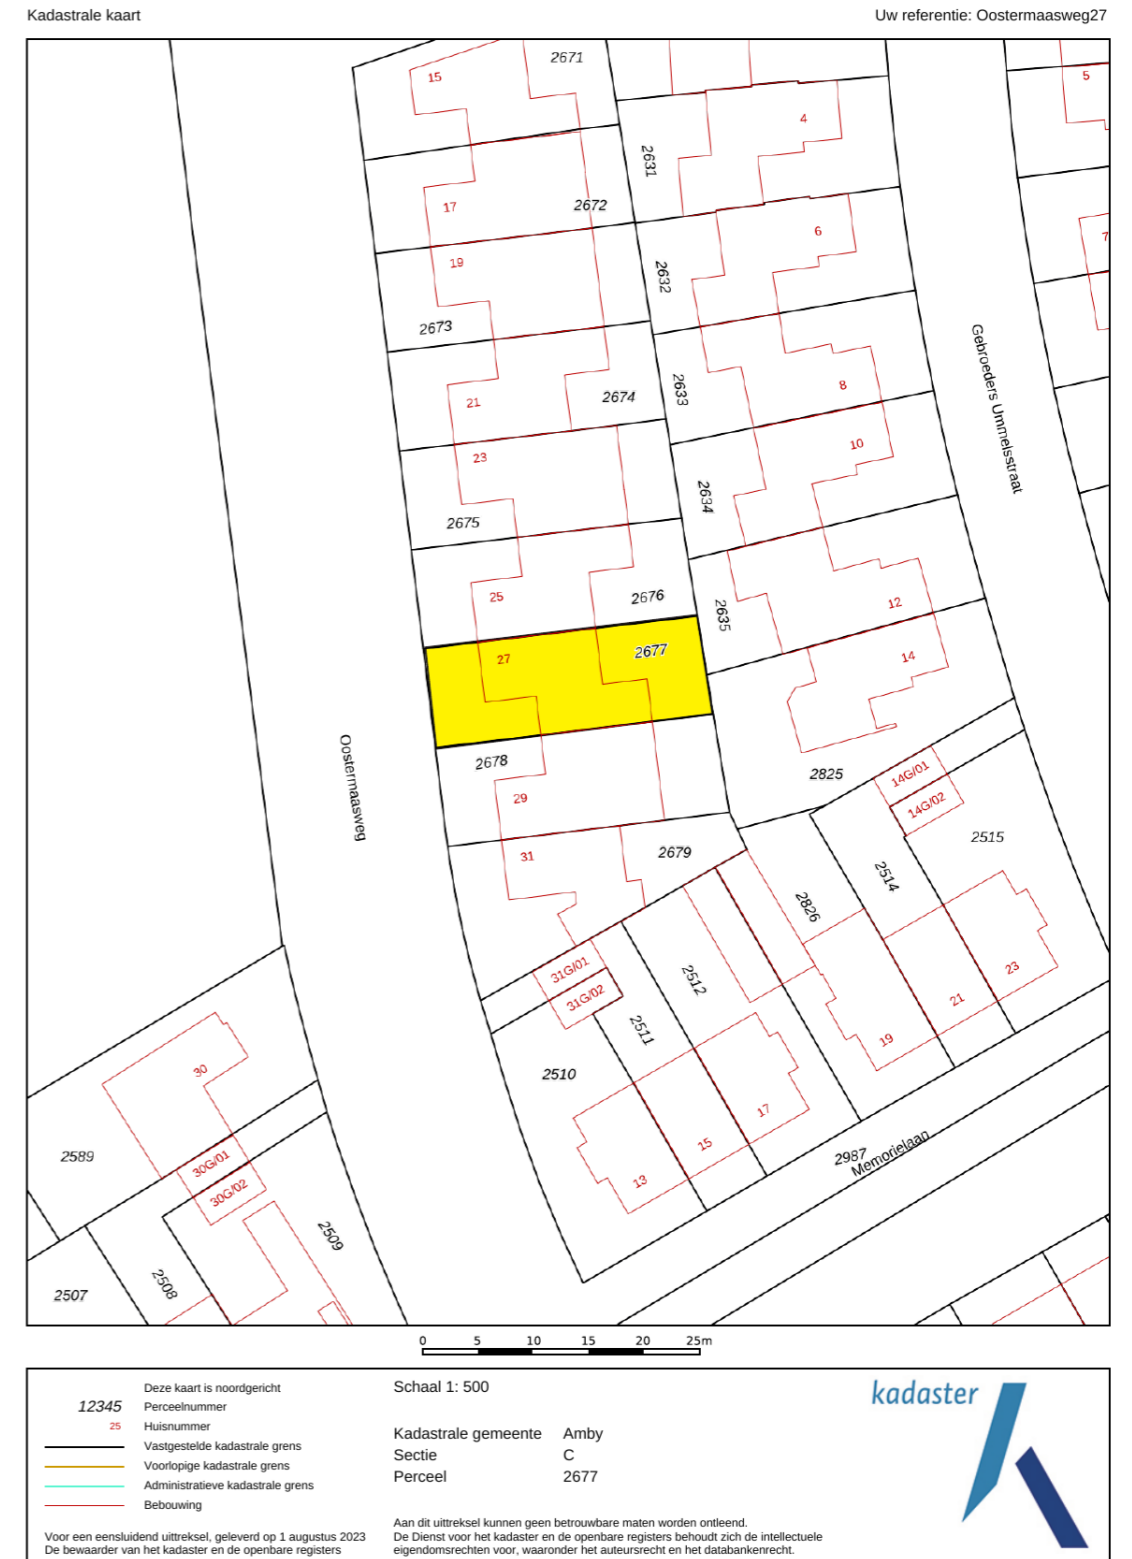 Kadastrale kaart
Uw referentie: Oostermaasweg27
2671
15
5
4
2631
17
2672
6
7
19
2632
2673
Gebroeders Ummelsstraat
21
2674
2633
8
23
10
2675
2634
25
2676
2635
12
27
2677
14
Oostermaasweg
2678
2825
14G/01
29
14G/02
2515
31
2679
2514
2826
31G/01
31G/02
2512
23
2511
21
19
30
2510
17
15
2589
30G/01
30G/02
13
2987
Memorielaan
2509
2508
2507
0 5 10 15 20 25m
Deze kaart is noordgericht
12345 Perceelnummer
25 Huisnummer
Vastgestelde kadastrale grens
Voorlopige kadastrale grens
Administratieve kadastrale grens
Bebouwing
Voor een eensluidend uittreksel, geleverd op 1 augustus 2023
De bewaarder van het kadaster en de openbare registers
Schaal 1: 500
Kadastrale gemeente Amby
Sectie C
Perceel 2677
Aan dit uittreksel kunnen geen betrouwbare maten worden ontleend.
De Dienst voor het kadaster en de openbare registers behoudt zich de intellectuele
eigendomsrechten voor, waaronder het auteursrecht en het databankenrecht.
kadaster